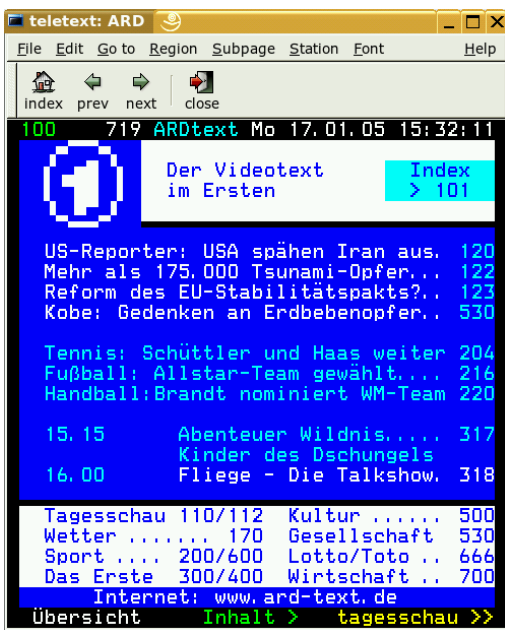 teletext: ARD
File Edit Go to Region Subpage Station Font Help
index prev next close
100 719 ARDtext Mo 17.01.05 15:32:11
1
Der Videotext Index
im Ersten > 101
US-Reporter: USA spähen Iran aus. 120
Mehr als 175.000 Tsunami-Opfer... 122
Reform des EU-Stabilitätspakts?.. 123
Kobe: Gedenken an Erdbebenopfer.. 530
Tennis: Schüttler und Haas weiter 204
Fußball: Allstar-Team gewählt.... 216
Handball:Brandt nominiert WM-Team 220
15.15 Abenteuer Wildnis..... 317
Kinder des Dschungels
16.00 Fliege - Die Talkshow. 318
Tagesschau 110/112 Kultur ...... 500
Wetter ....... 170 Gesellschaft 530
Sport .... 200/600 Lotto/Toto .. 666
Das Erste 300/400 Wirtschaft .. 700
Internet: www.ard-text.de
Übersicht Inhalt > tagesschau >>